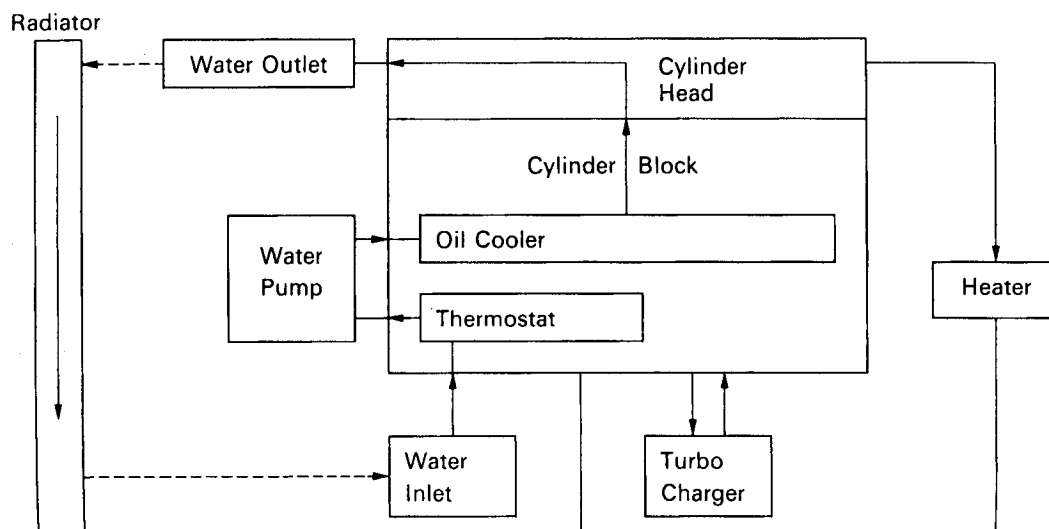 Radiator
Water Outlet
Cylinder
Head
Cylinder Block
Oil Cooler
Water
Pump
Thermostat
Heater
Water
Inlet
Turbo
Charger